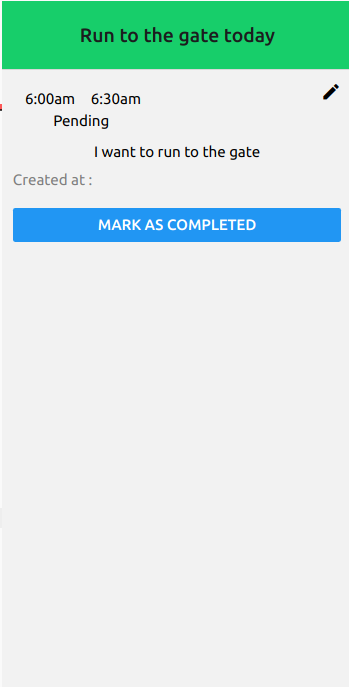 Run to the gate today
6:00am 6:30am
Pending
I want to run to the gate
Created at :
MARK AS COMPLETED